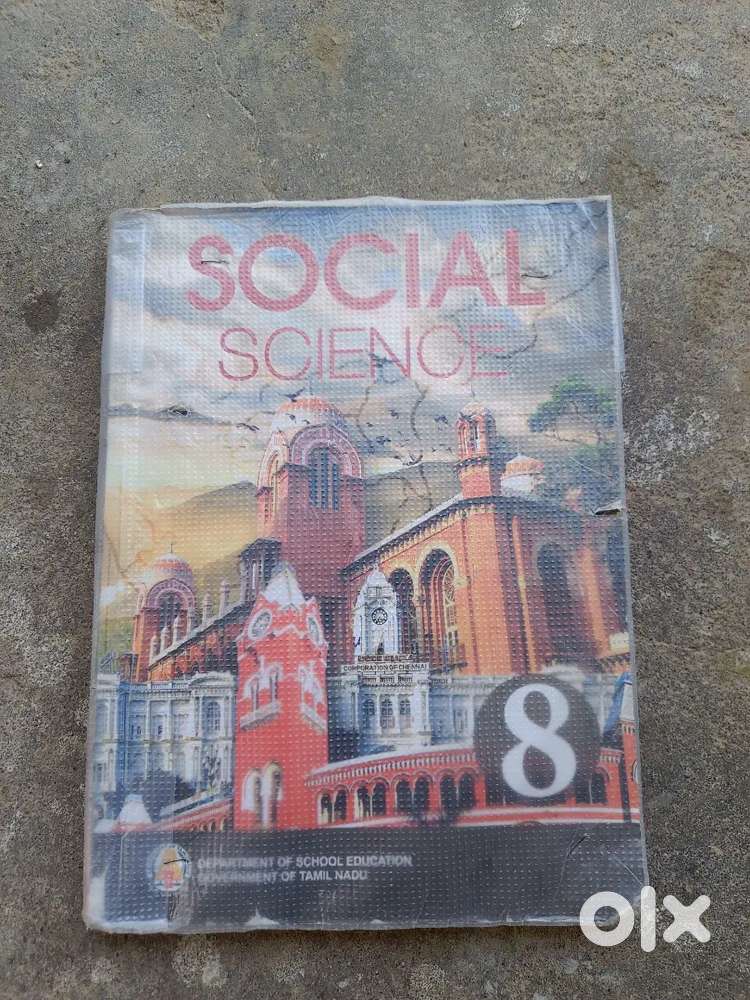 SOCIAL
SCIENCE
CORPORATION OF CHENNAI
8
DEPARTMENT OF SCHOOL EDUCATION
GOVERNMENT OF TAMIL NADU
olx